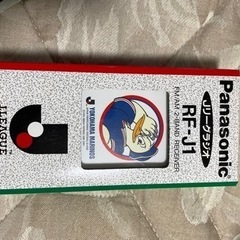 Panasonic
Jリーグラジオ
RF-J1
FM/AM 2-BAND RECEIVER
YOKOHAMA MARINOS
J.LEAGUE